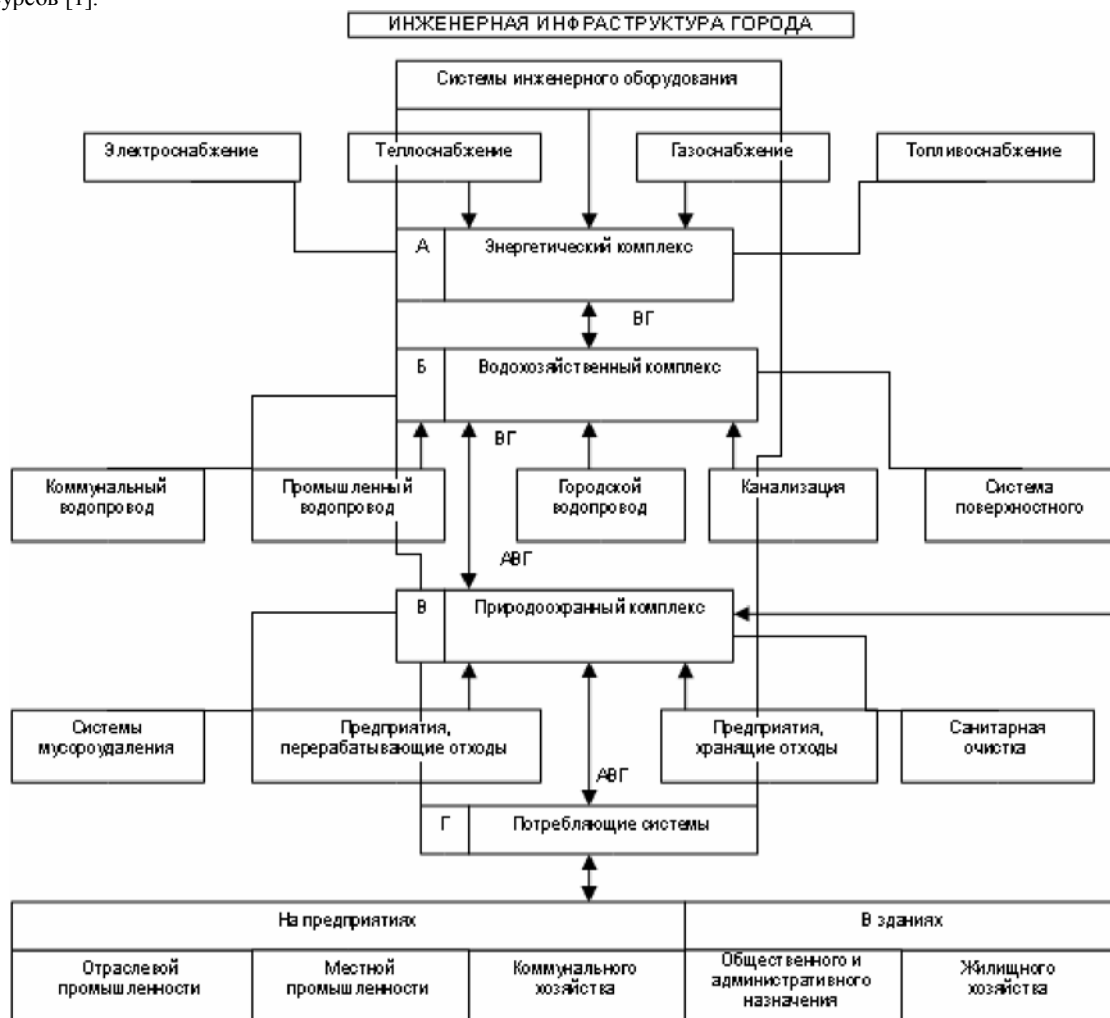 урсов [1].
ИНЖЕНЕРНАЯ ИНФРАСТРУКТУРА ГОРОДА
Системы инженерного оборудования
Электроснабжение
Теплоснабжение
Газоснабжение
Топливоснабжение
А
Энергетический комплекс
ВГ
Б
Водохозяйственный комплекс
ВГ
Коммунальный
водопровод
Промышленный
водопровод
Городской
водопровод
Канализация
Система
поверхностного
АВГ
В
Природоохранный комплекс
Системы
мусороудаления
Предприятия,
перерабатывающие отходы
Предприятия,
хранящие отходы
Санитарная
очистка
АВГ
Г
Потребляющие системы
На предприятиях
В зданиях
Отраслевой
промышленности
Местной
промышленности
Коммунального
хозяйства
Общественного и
административного
назначения
Жилищного
хозяйства